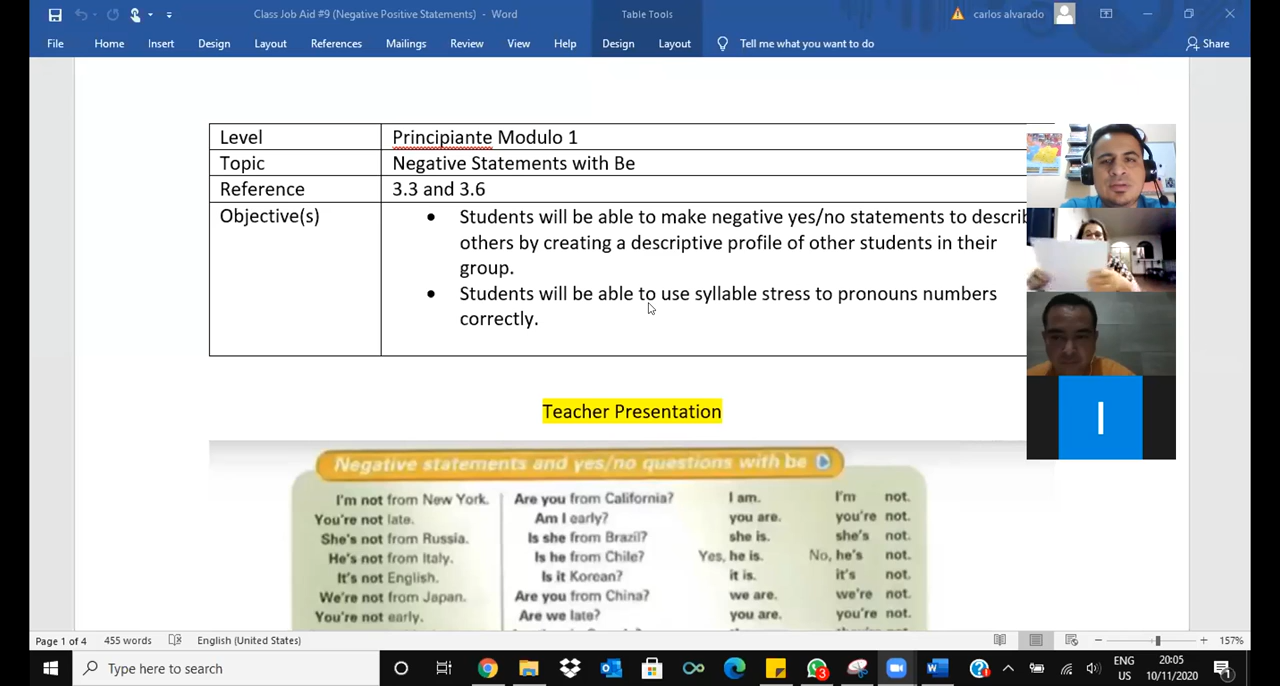 Class Job Aid #9 (Negative Positive Statements) - Word
Table Tools
carlos alvarado
File Home Insert Design Layout References Mailings Review View Help Design Layout Tell me what you want to do Share
Level Principiante Modulo 1
Topic Negative Statements with Be
Reference 3.3 and 3.6
Objective(s) • Students will be able to make negative yes/no statements to describ
others by creating a descriptive profile of other students in their
group.
• Students will be able to use syllable stress to pronouns numbers
correctly.
Teacher Presentation
Negative statements and yes/no questions with be
I'm not from New York. Are you from California? I am. I'm not.
You're not late. Am I early? you are. you're not.
She's not from Russia. Is she from Brazil? she is. she's not.
He's not from Italy. Is he from Chile? Yes, he is. No, he's not.
It's not English. Is it Korean? it is. it's not.
We're not from Japan. Are you from China? we are. we're not.
You're not early. Are we late? you are. you're not.
I
Page 1 of 4 455 words English (United States) 157%
Type here to search
3
ENG
US
20:05
10/11/2020
1